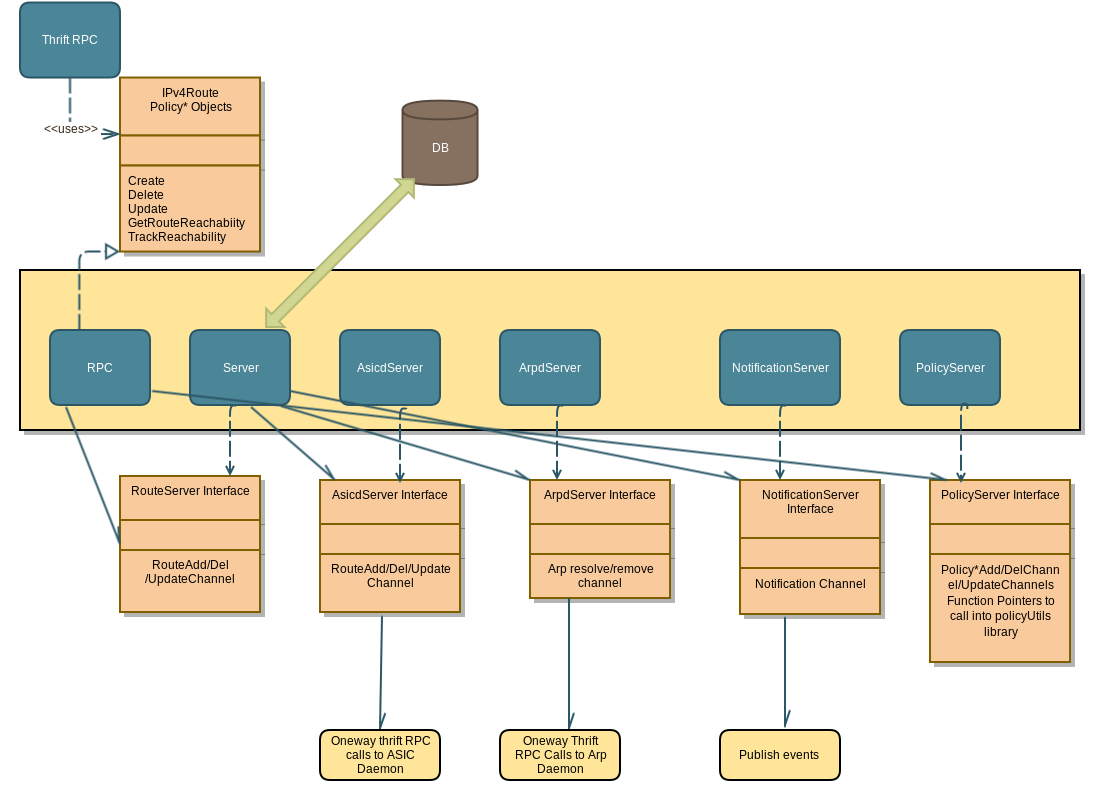 Thrift RPC
<<uses>>
IPv4Route
Policy* Objects
Create
Delete
Update
GetRouteReachabiity
TrackReachability
DB
RPC
Server
AsicdServer
ArpdServer
NotificationServer
PolicyServer
RouteServer Interface
RouteAdd/Del
/UpdateChannel
AsicdServer Interface
RouteAdd/Del/Update
Channel
ArpdServer Interface
Arp resolve/remove
channel
NotificationServer
Interface
Notification Channel
PolicyServer Interface
Policy*Add/DelChann
el/UpdateChannels
Function Pointers to
call into policyUtils
library
Oneway thrift RPC
calls to ASIC
Daemon
Oneway Thrift
RPC Calls to Arp
Daemon
Publish events